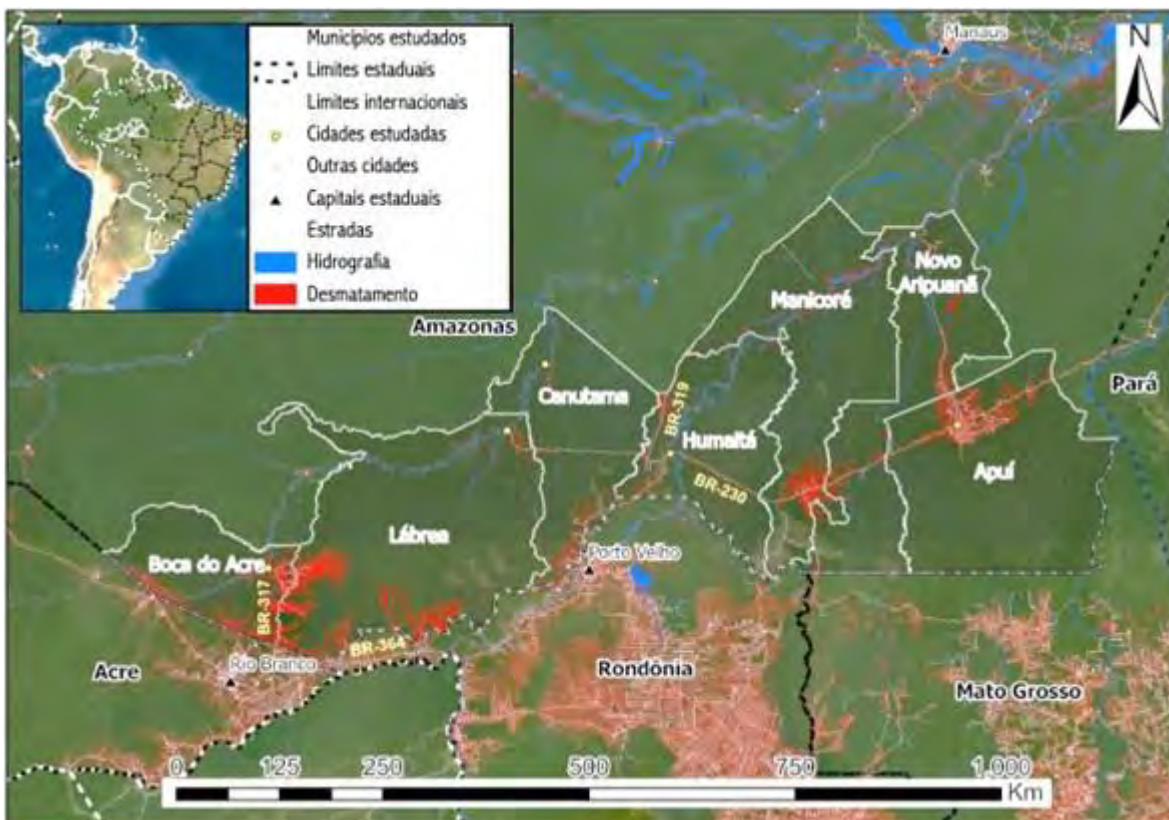 Municípios estudados
Limites estaduais
Limites internacionais
Cidades estudadas
Outras cidades
Capitais estaduais
Estradas
Hidrografia
Desmatamento
Manaus
N
Novo
Aripuanã
Manicoré
Amazonas
Pará
Canutama
BR-319
Humaitá
Apuí
BR-230
Lábrea
Boca do Acre
Porto Velho
BR-317
BR-364
Rio Branco
Acre
Rondônia
Mato Grosso
0 125 250 500 750 1,000
Km